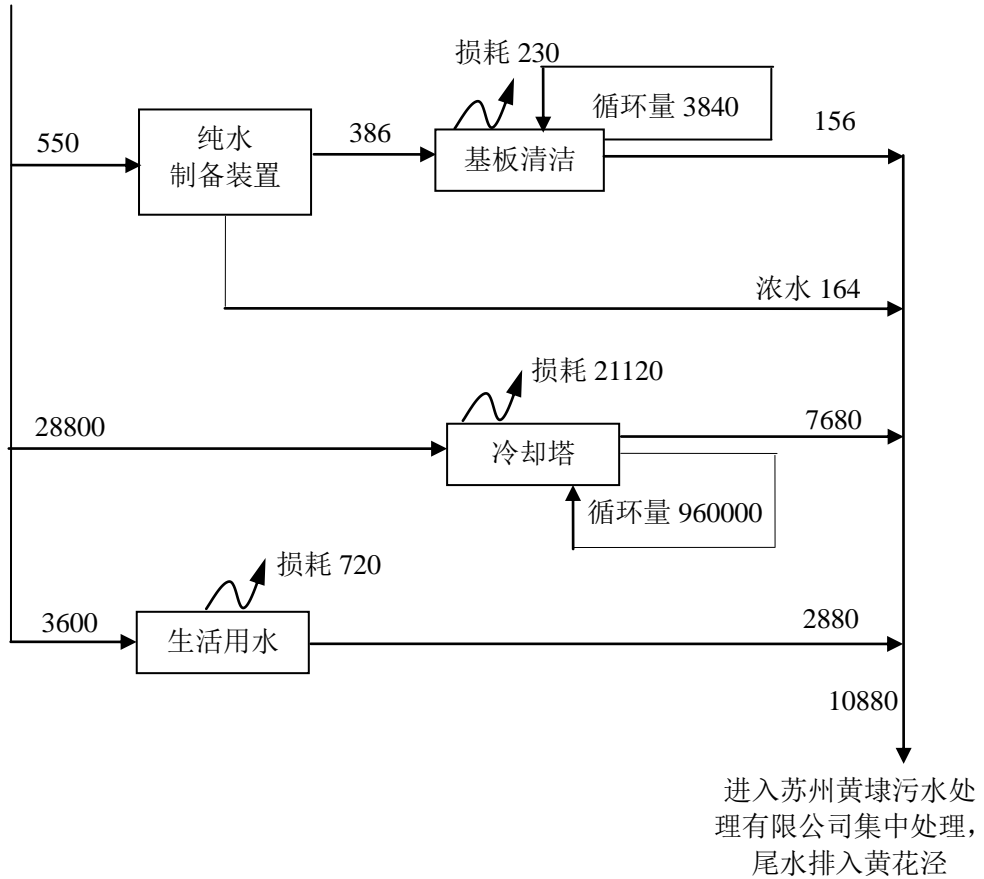 损耗 230
循环量 3840
156
550
纯水
制备装置
386
基板清洁
浓水 164
损耗 21120
28800
冷却塔
7680
循环量 960000
损耗 720
3600
生活用水
2880
10880
进入苏州黄埭污水处
理有限公司集中处理，
尾水排入黄花泾